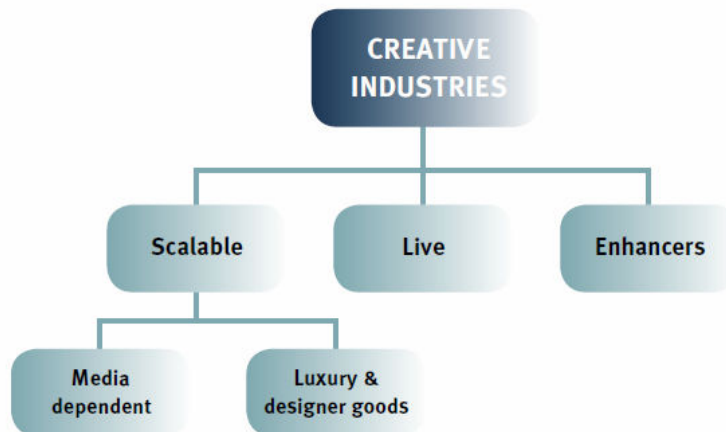 CREATIVE
INDUSTRIES
Scalable
Live
Enhancers
Media
dependent
Luxury &
designer goods